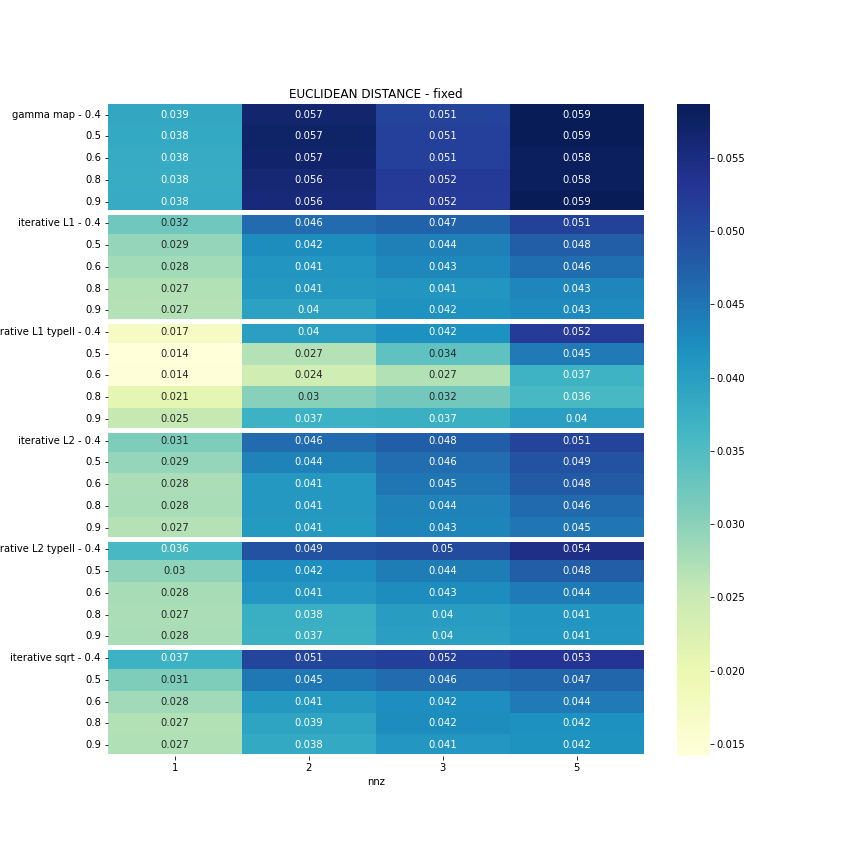 EUCLIDEAN DISTANCE - fixed
gamma map - 0.4 0.039 0.057 0.051 0.059
0.5 0.038 0.057 0.051 0.059
0.6 0.038 0.057 0.051 0.058
0.8 0.038 0.056 0.052 0.058
0.9 0.038 0.056 0.052 0.059
iterative L1 - 0.4 0.032 0.046 0.047 0.051
0.5 0.029 0.042 0.044 0.048
0.6 0.028 0.041 0.043 0.046
0.8 0.027 0.041 0.041 0.043
0.9 0.027 0.04 0.042 0.043
rative L1 typeII - 0.4 0.017 0.04 0.042 0.052
0.5 0.014 0.027 0.034 0.045
0.6 0.014 0.024 0.027 0.037
0.8 0.021 0.03 0.032 0.036
0.9 0.025 0.037 0.037 0.04
iterative L2 - 0.4 0.031 0.046 0.048 0.051
0.5 0.029 0.044 0.046 0.049
0.6 0.028 0.041 0.045 0.048
0.8 0.028 0.041 0.044 0.046
0.9 0.027 0.041 0.043 0.045
rative L2 typeII - 0.4 0.036 0.049 0.05 0.054
0.5 0.03 0.042 0.044 0.048
0.6 0.028 0.041 0.043 0.044
0.8 0.027 0.038 0.04 0.041
0.9 0.028 0.037 0.04 0.041
iterative sqrt - 0.4 0.037 0.051 0.052 0.053
0.5 0.031 0.045 0.046 0.047
0.6 0.028 0.041 0.042 0.044
0.8 0.027 0.039 0.042 0.042
0.9 0.027 0.038 0.041 0.042
1 2 3 5
nnz
0.055
0.050
0.045
0.040
0.035
0.030
0.025
0.020
0.015